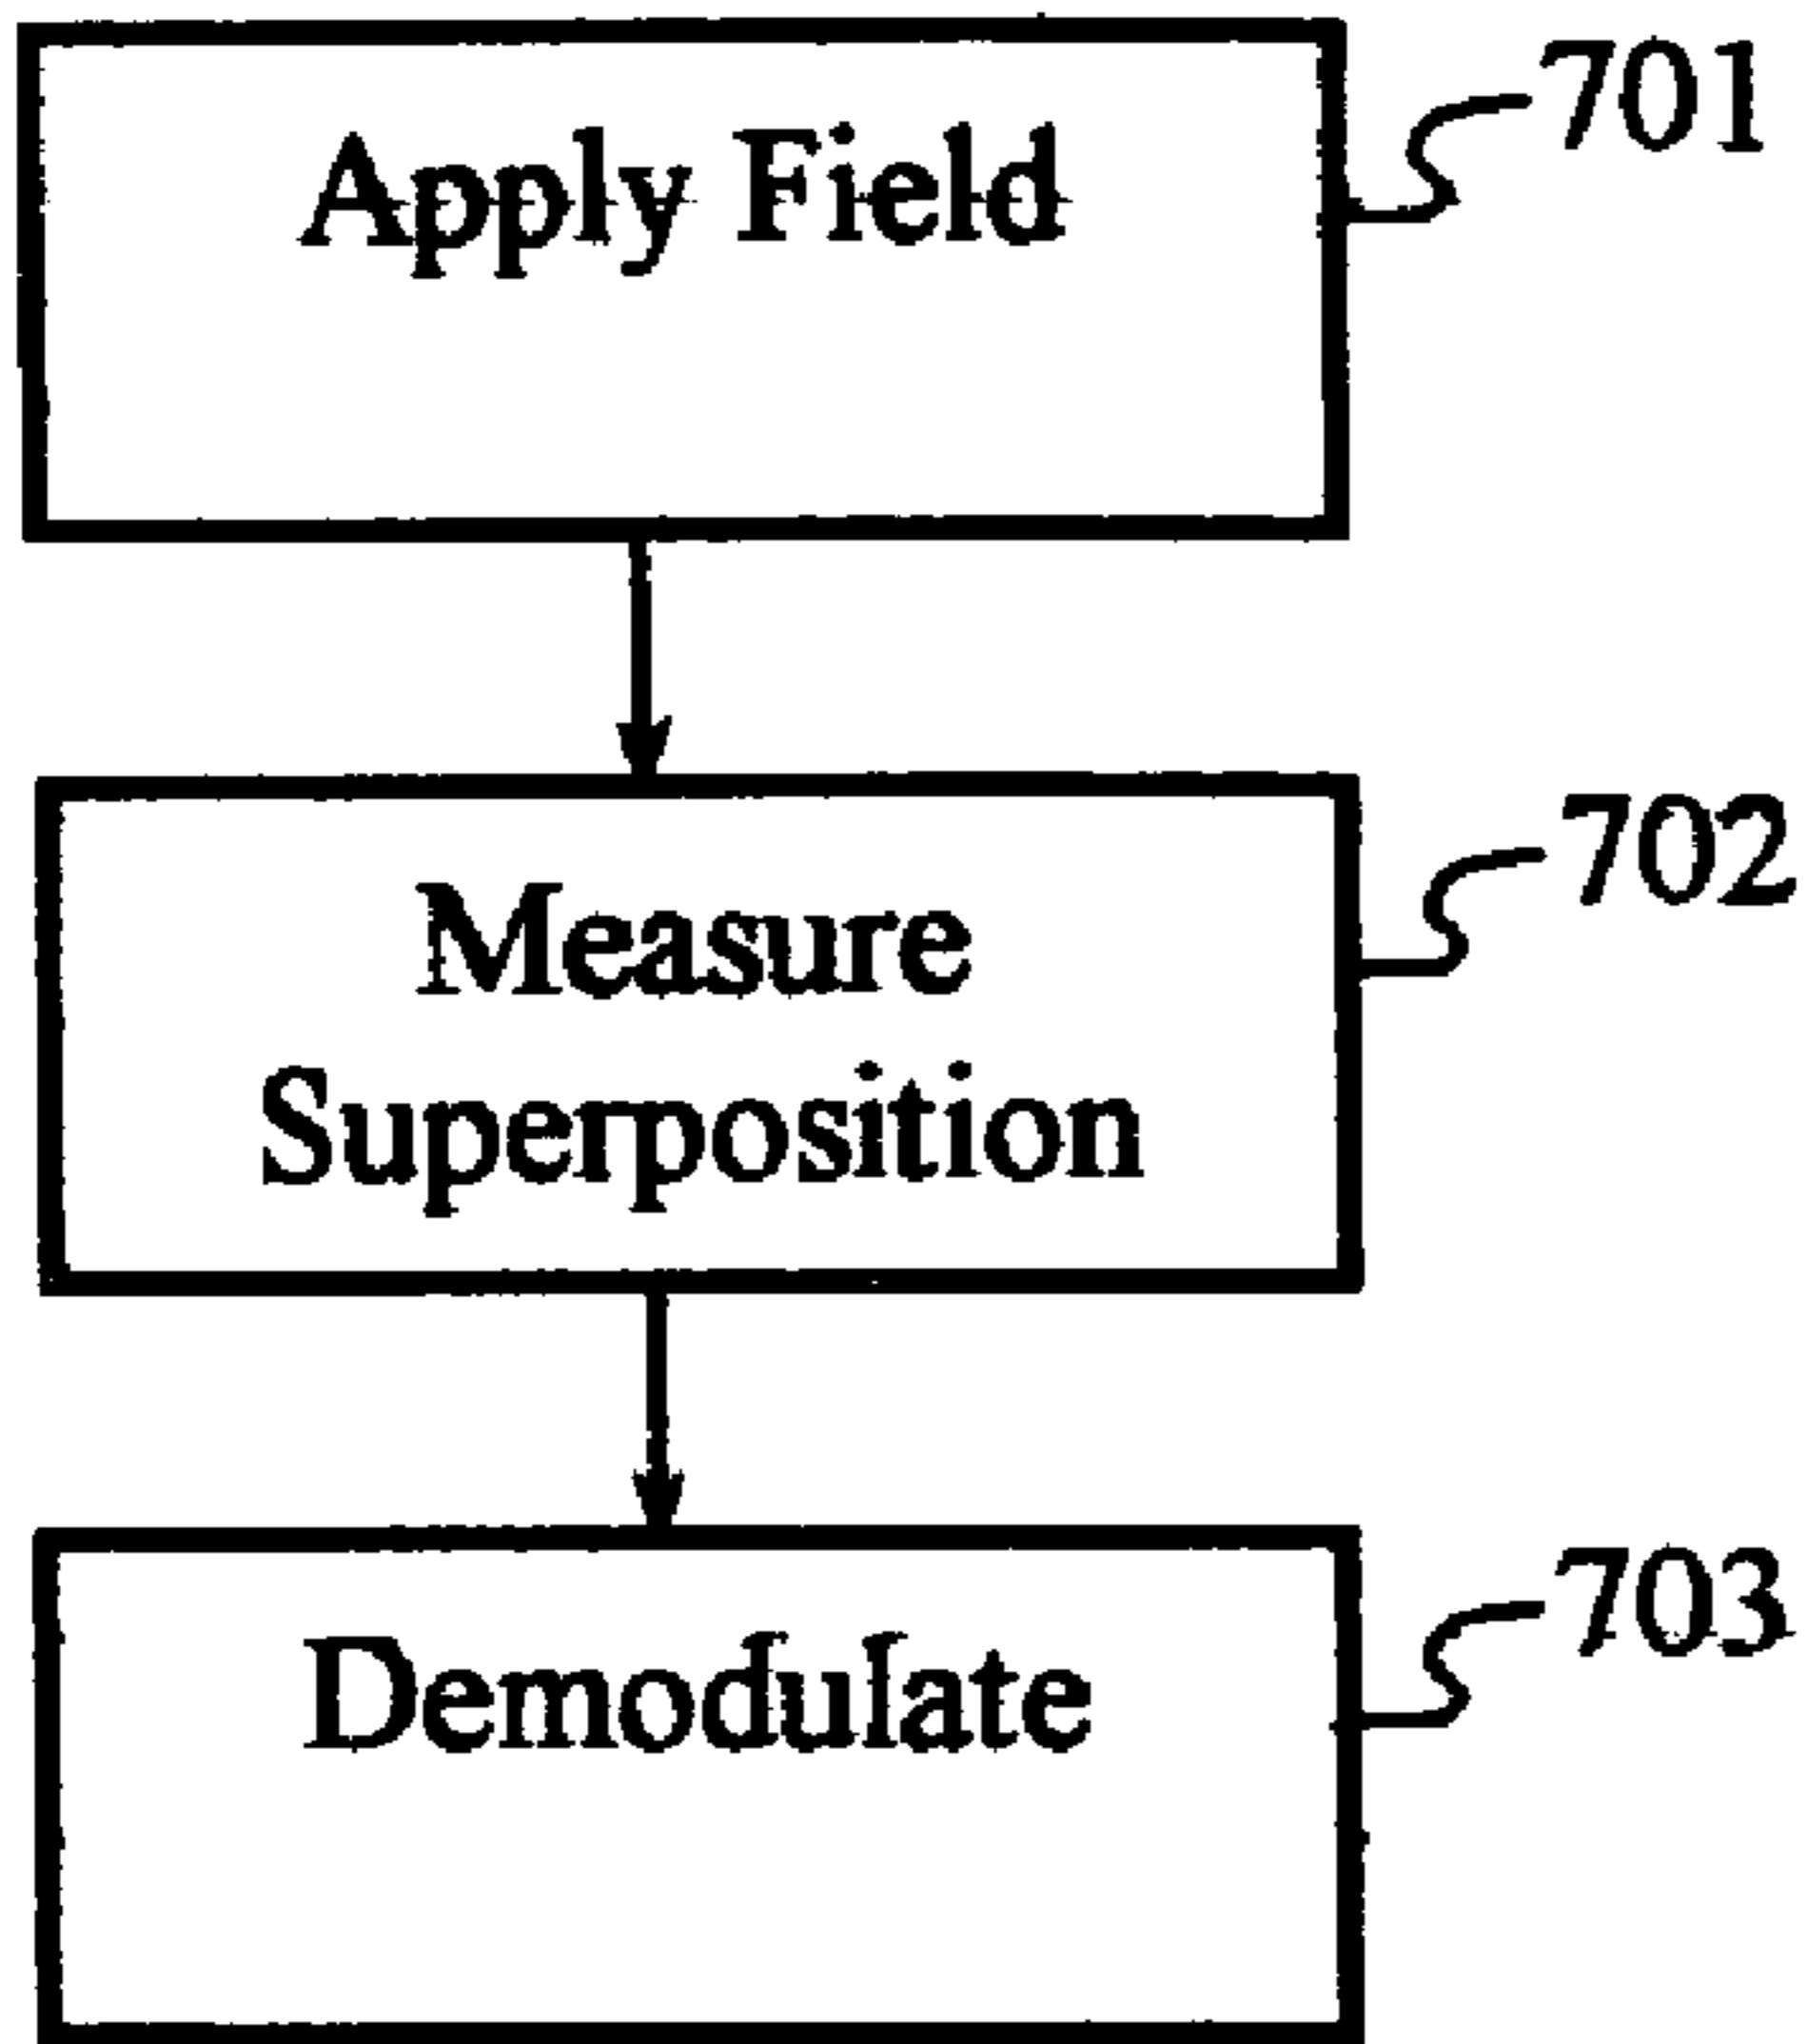 Apply Field
701
Measure
Superposition
702
Demodulate
703